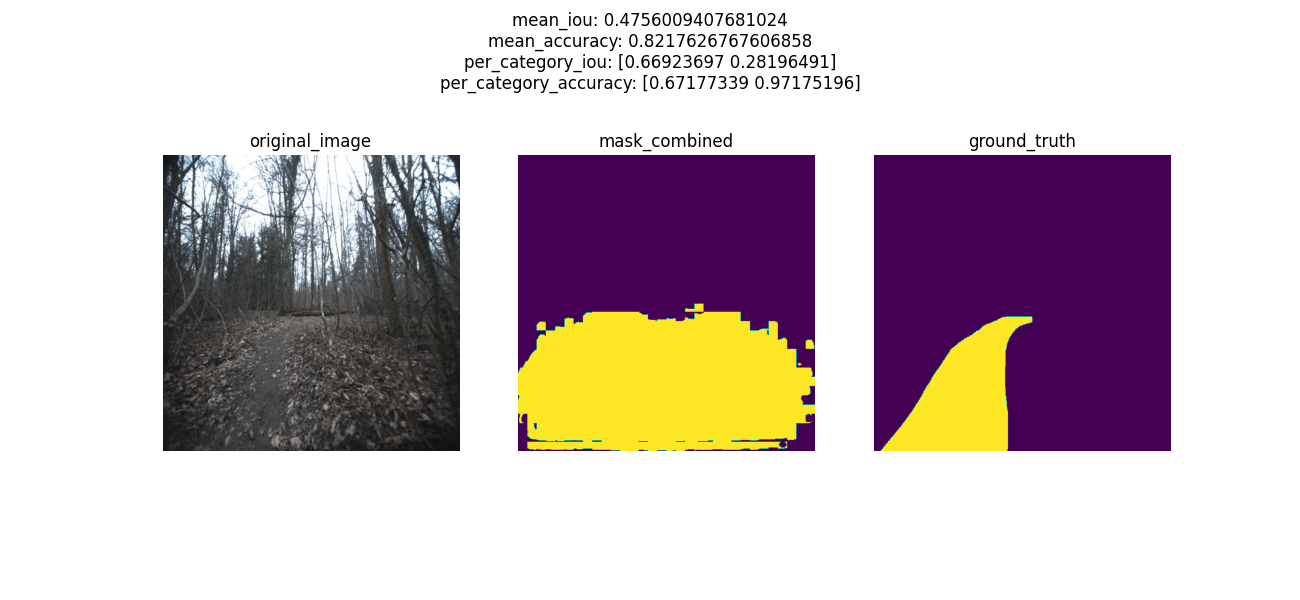 mean_iou: 0.4756009407681024
mean_accuracy: 0.8217626767606858
per_category_iou: [0.66923697 0.28196491]
per_category_accuracy: [0.67177339 0.97175196]
original_image
mask_combined
ground_truth